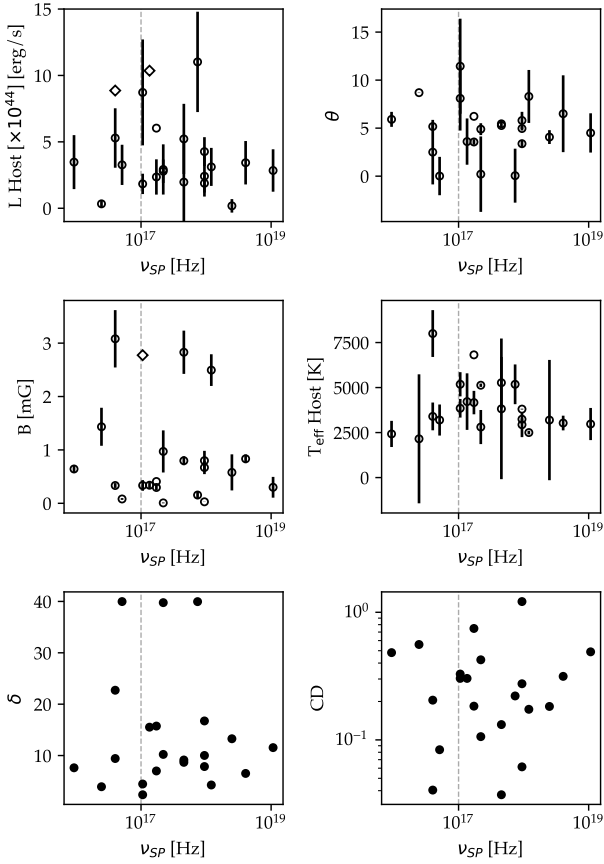 L Host [×10^44] [erg/s]
15
10
5
0
10^17
10^19
ν_SP [Hz]
θ
15
10
5
0
10^17
10^19
ν_SP [Hz]
B [mG]
3
2
1
0
10^17
10^19
ν_SP [Hz]
T_eff Host [K]
7500
5000
2500
0
10^17
10^19
ν_SP [Hz]
δ
40
30
20
10
10^17
10^19
ν_SP [Hz]
CD
10^0
10^−1
10^17
10^19
ν_SP [Hz]